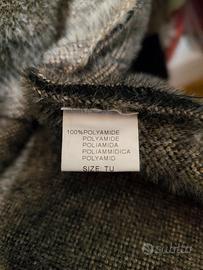 100%POLYAMIDE
POLYAMIDE
POLIAMIDA
POLIAMMIDICA
POLYAMID
SIZE: TU
subito